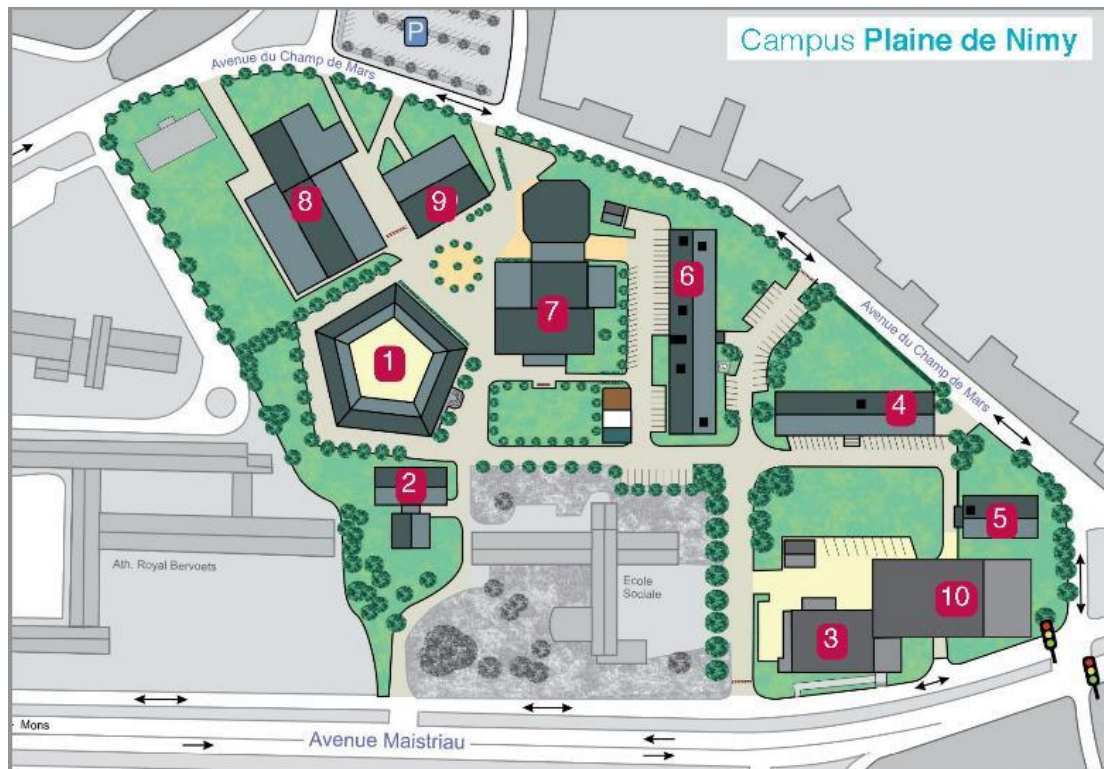 Campus Plaine de Nimy
P
Avenue du Champ de Mars
8
9
6
7
1
Avenue du Champ de Mars
4
2
5
Ath. Royal Bervoets
Ecole
Sociale
10
3
Mons
Avenue Maistriau